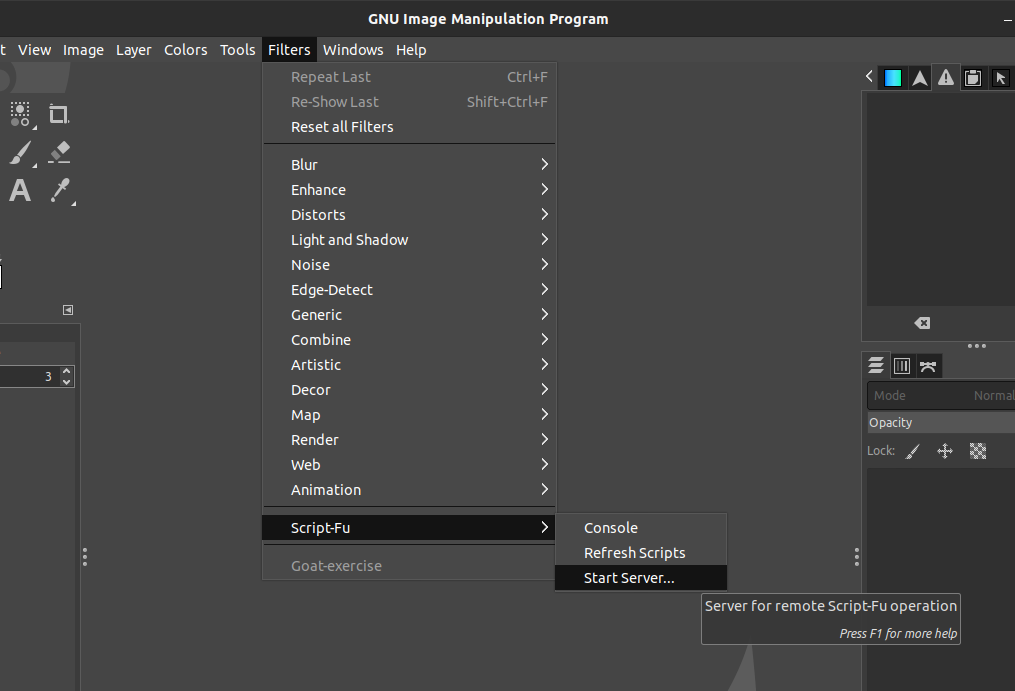 GNU Image Manipulation Program
t View Image Layer Colors Tools Filters Windows Help
Repeat Last Ctrl+F
Re-Show Last Shift+Ctrl+F
Reset all Filters
Blur
Enhance
Distorts
Light and Shadow
Noise
Edge-Detect
Generic
Combine
Artistic
Decor
Map
Render
Web
Animation
Script-Fu
Goat-exercise
Console
Refresh Scripts
Start Server...
Server for remote Script-Fu operation
Press F1 for more help
3
Mode Normal
Opacity
Lock: